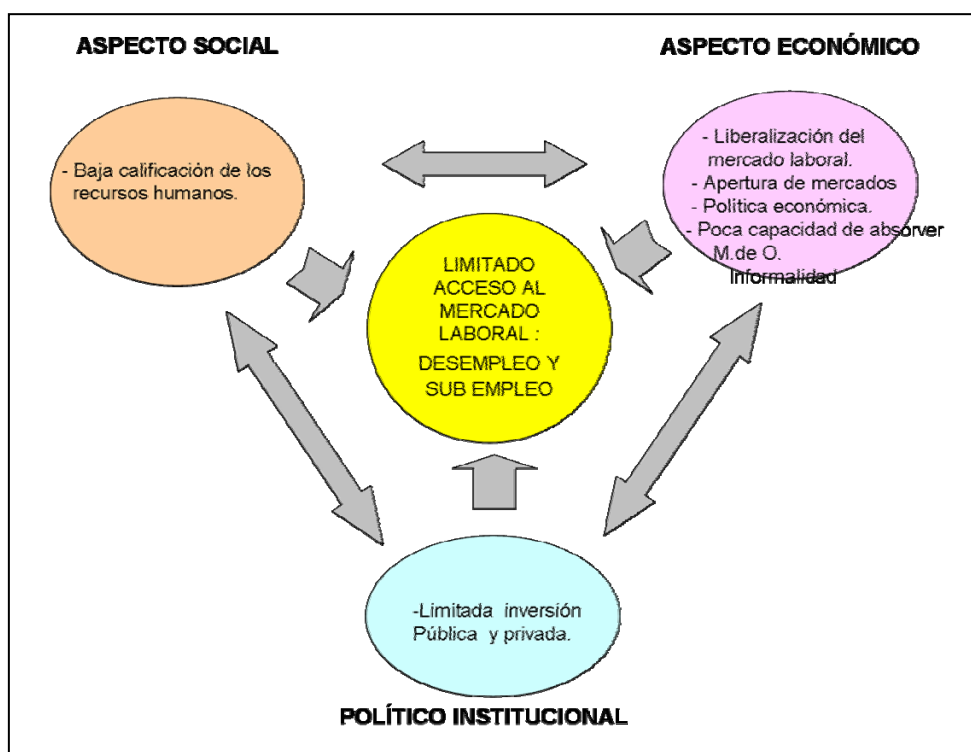 ASPECTO SOCIAL
ASPECTO ECONÓMICO
- Baja calificación de los
recursos humanos.
- Liberalización del
mercado laboral.
- Apertura de mercados
- Política económica.
- Poca capacidad de absórver
M.de O.
Informalidad
LIMITADO
ACCESO AL
MERCADO
LABORAL :
DESEMPLEO Y
SUB EMPLEO
-Limitada inversión
Pública y privada.
POLÍTICO INSTITUCIONAL